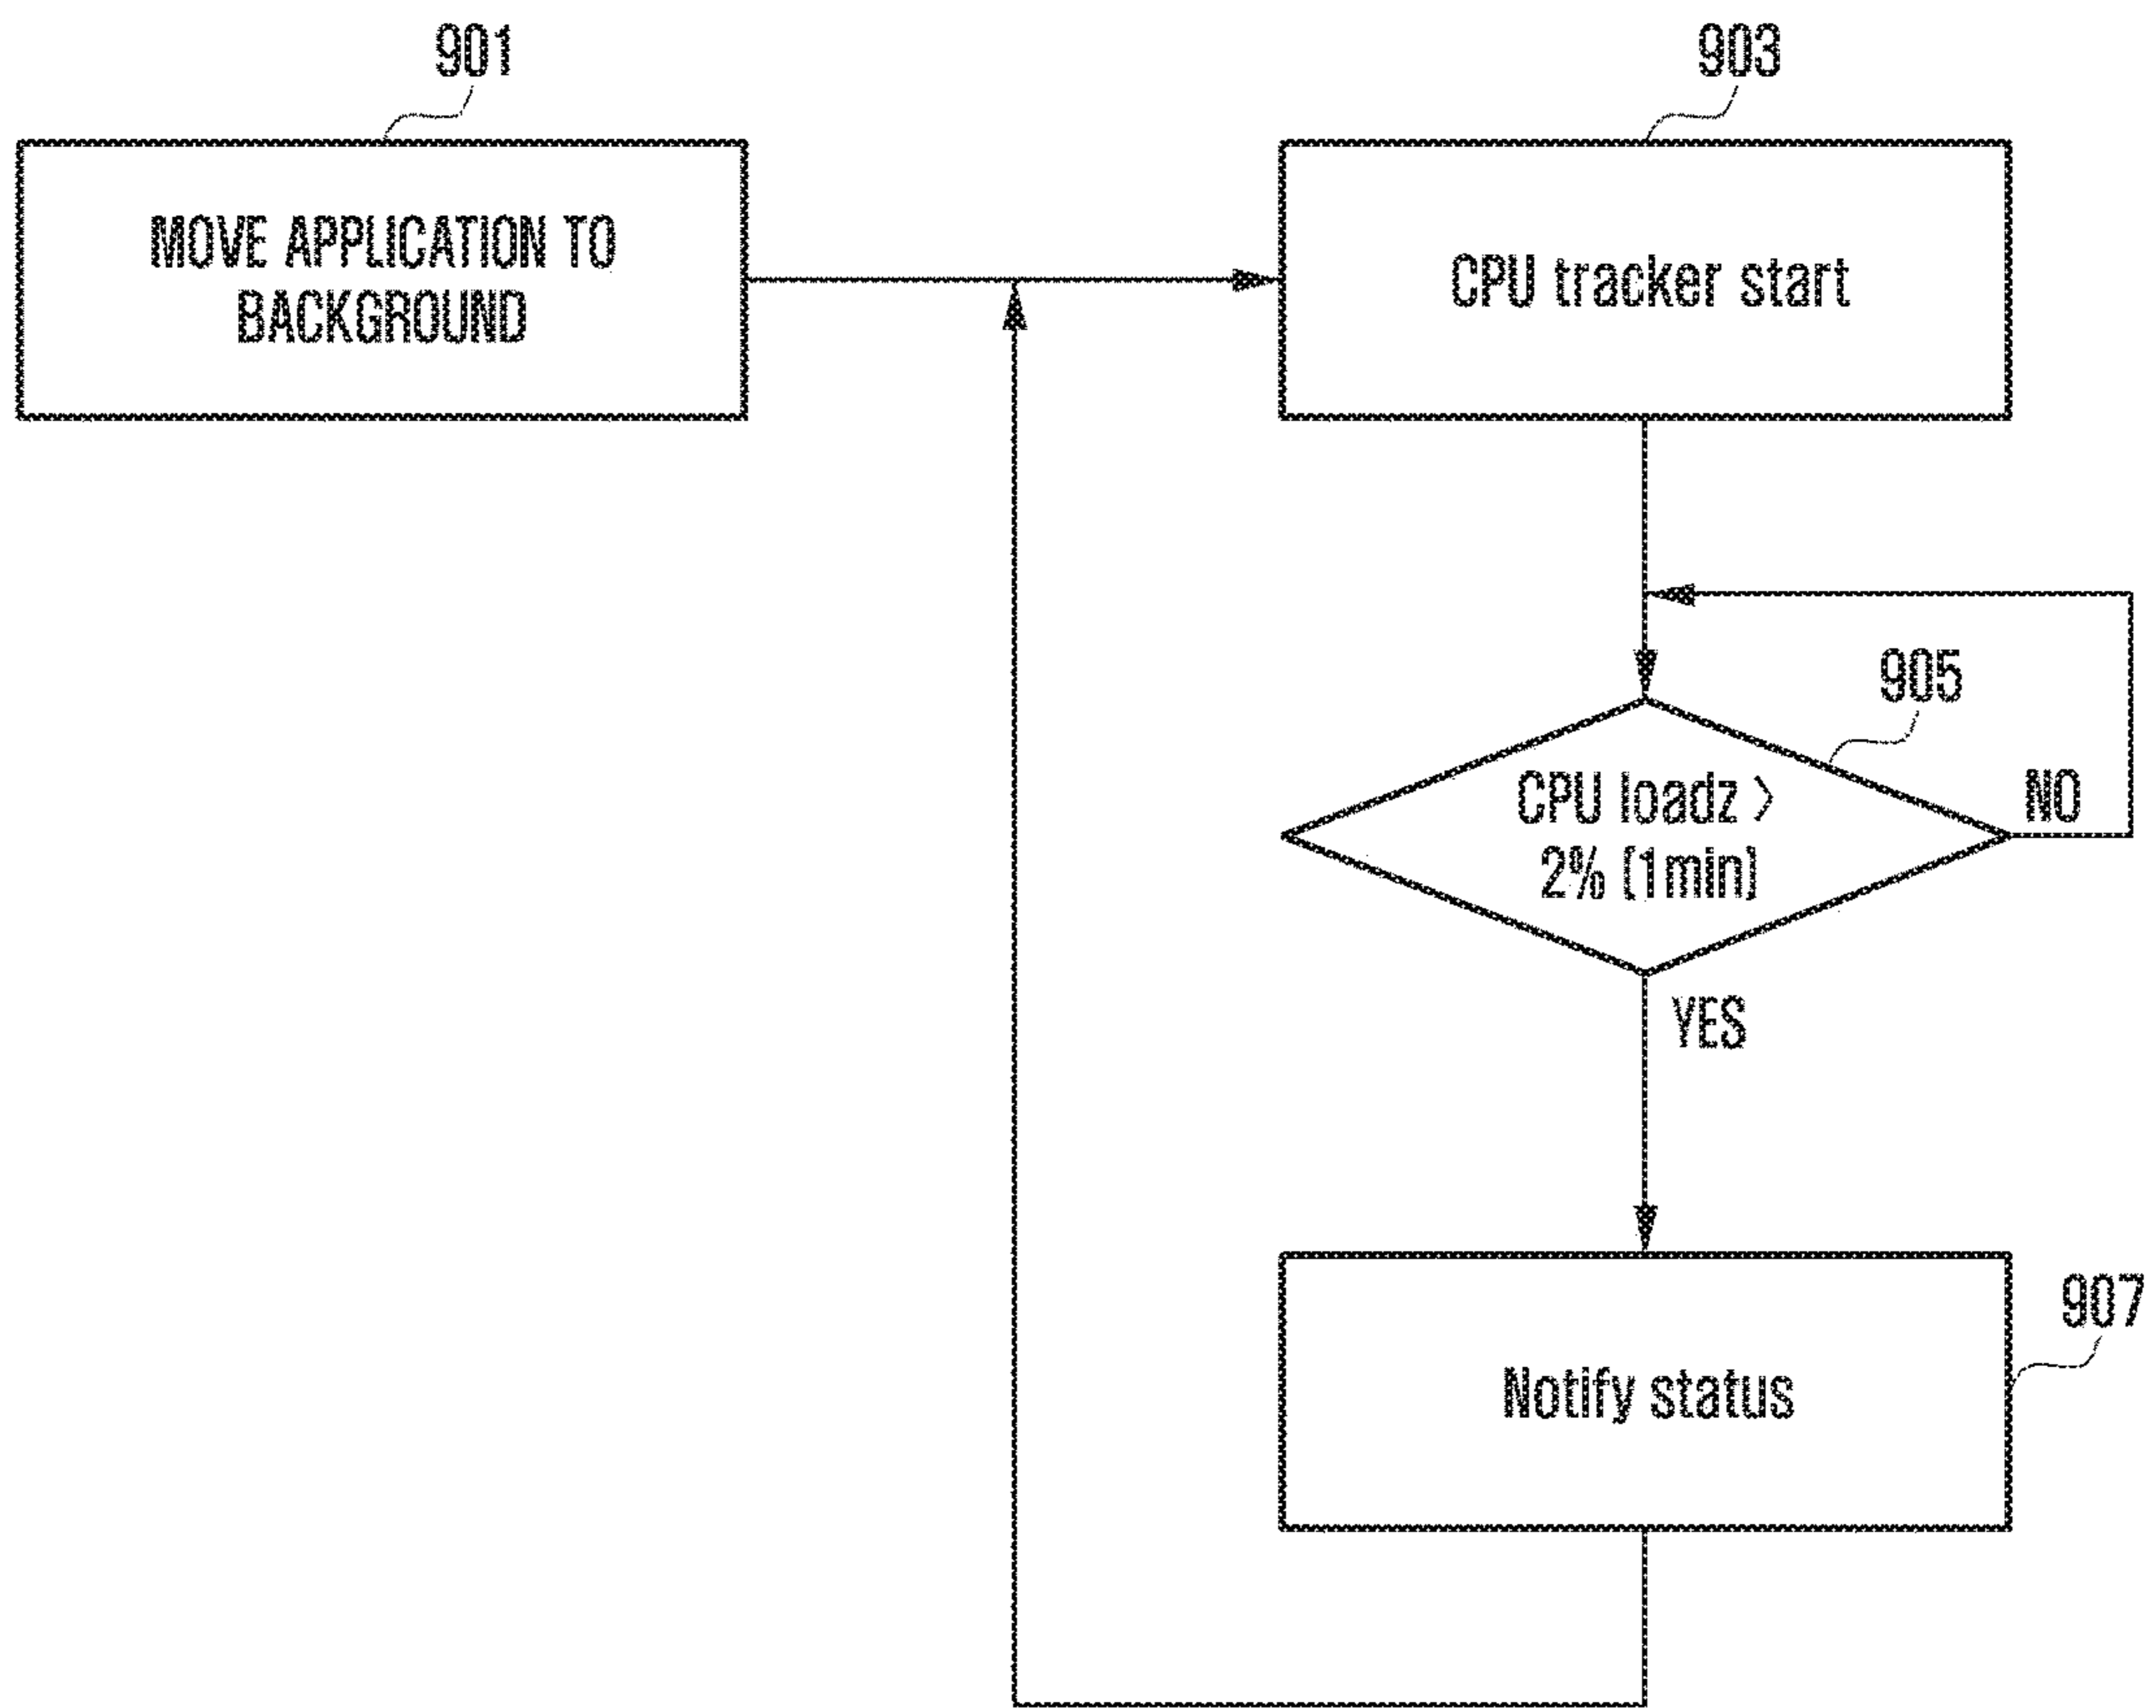 901
903
MOVE APPLICATION TO
BACKGROUND
CPU tracker start
905
CPU loadz >
2% (1min)
NO
YES
907
Notify status